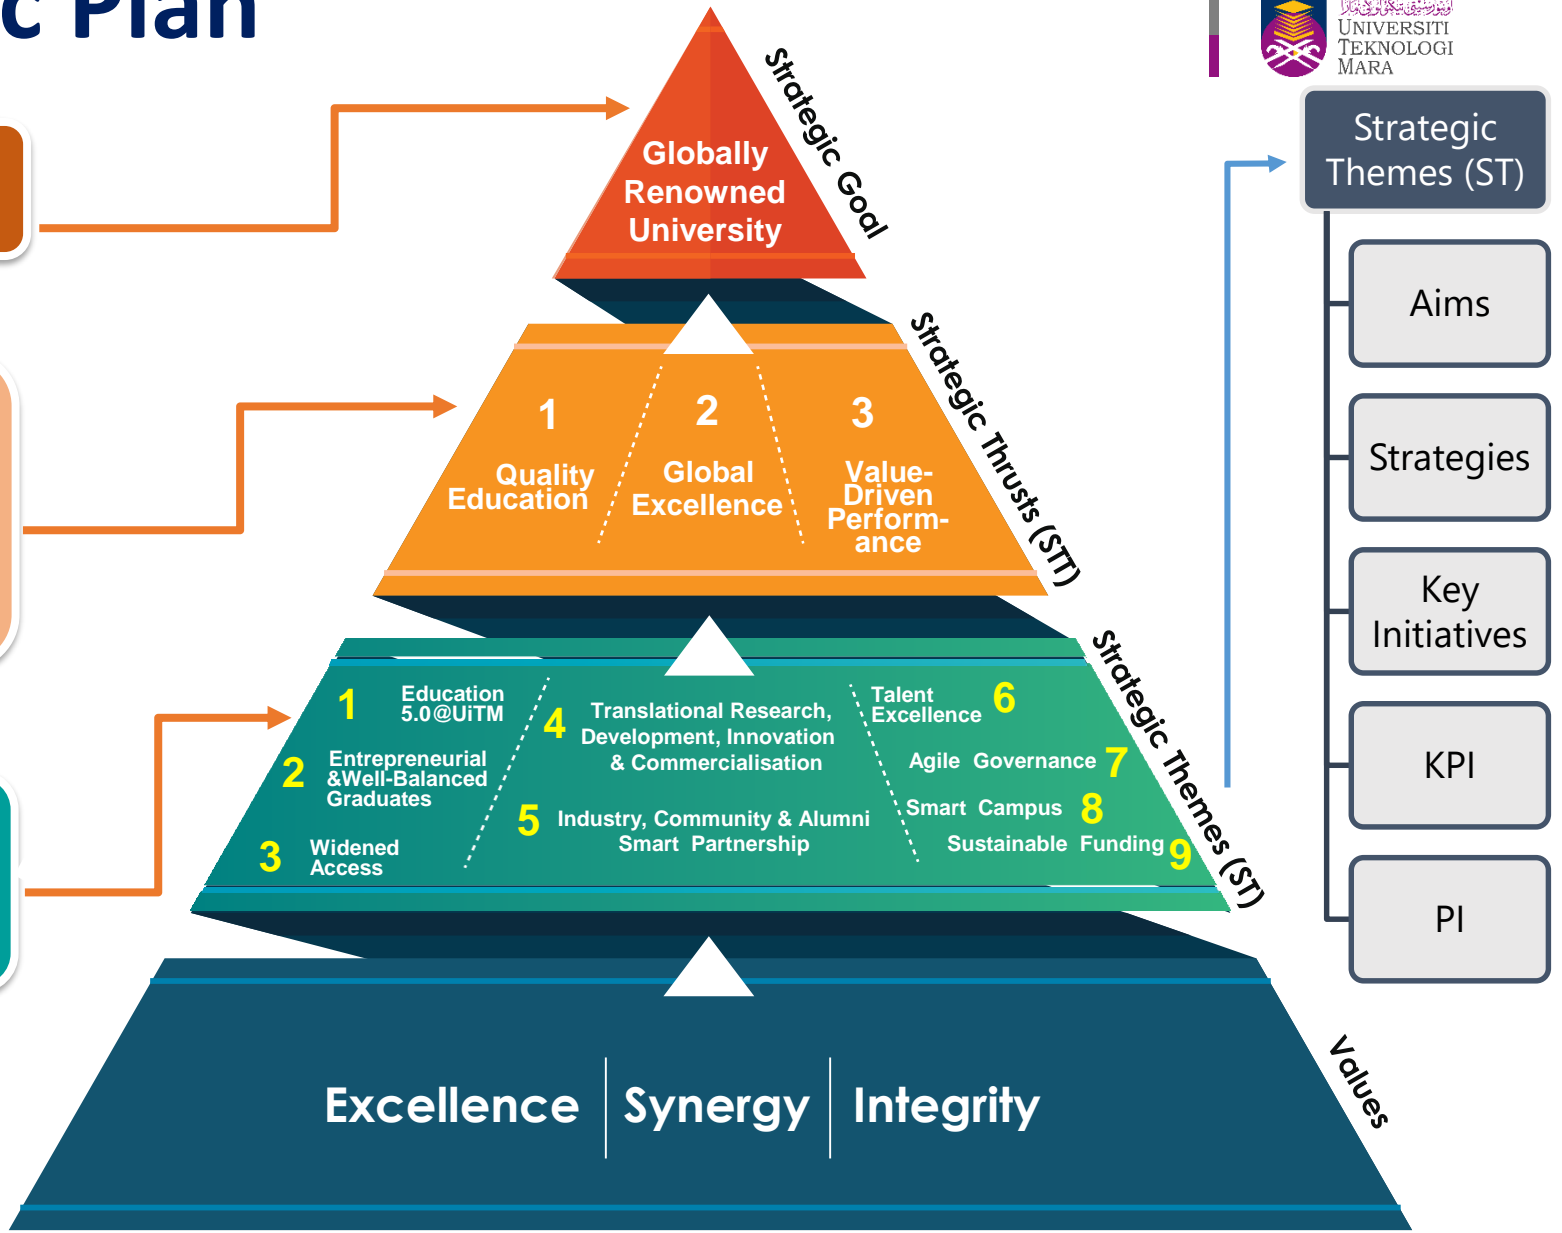 c Plan
UNIVERSITI
TEKNOLOGI
MARA
Strategic Goal
Globally
Renowned
University
Strategic Thrusts (STT)
1
Quality
Education
2
Global
Excellence
3
Value-
Driven
Perform-
ance
Strategic Themes (ST)
1
Education
5.0@UiTM
2
Entrepreneurial
&Well-Balanced
Graduates
3
Widened
Access
4
Translational Research,
Development, Innovation
& Commercialisation
5
Industry, Community & Alumni
Smart Partnership
Talent
Excellence
6
Agile Governance 7
Smart Campus 8
Sustainable Funding 9
Values
Excellence
Synergy
Integrity
Strategic
Themes (ST)
Aims
Strategies
Key
Initiatives
KPI
PI